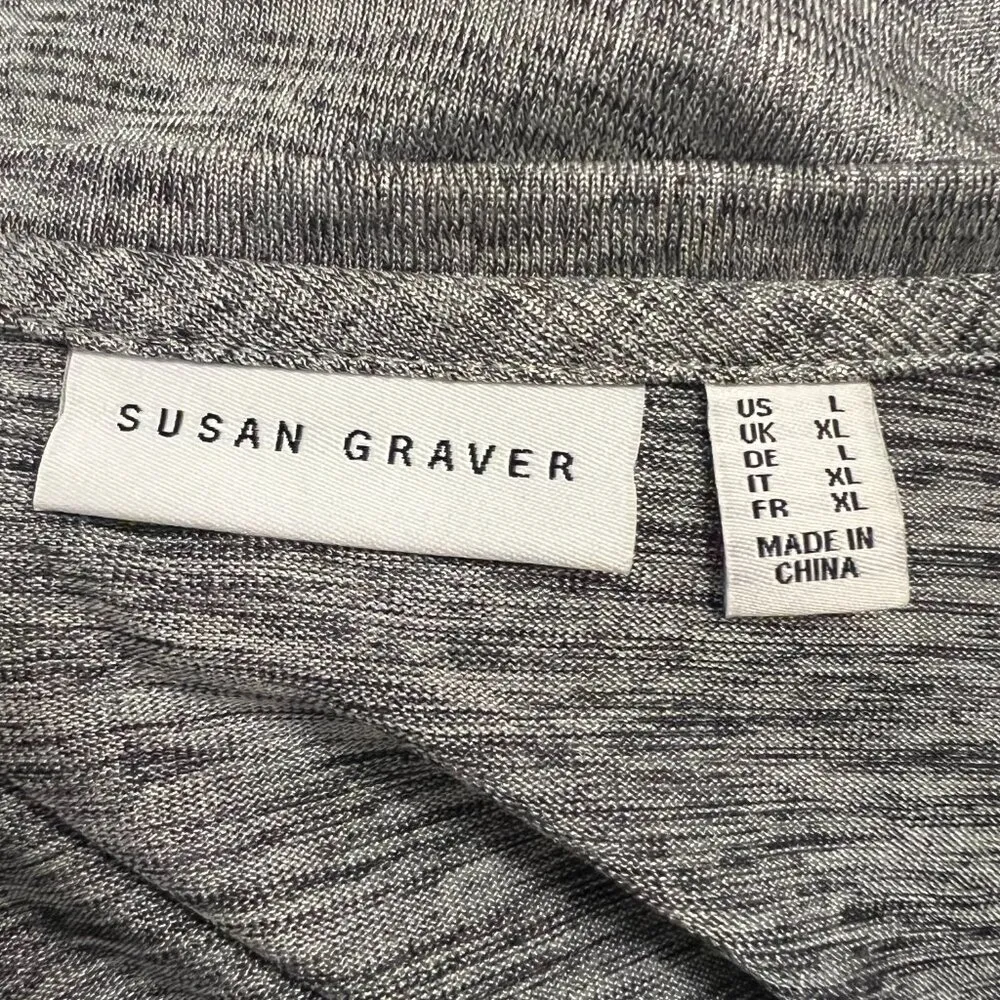 SUSAN GRAVER
US L
UK XL
DE L
IT XL
FR XL
MADE IN
CHINA